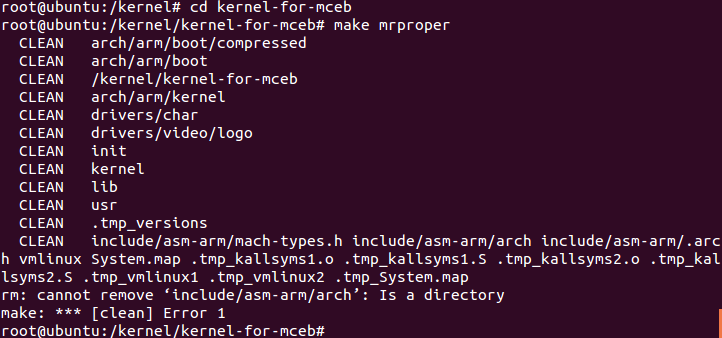 root@ubuntu:/kernel# cd kernel-for-mceb
root@ubuntu:/kernel/kernel-for-mceb# make mrproper
  CLEAN   arch/arm/boot/compressed
  CLEAN   arch/arm/boot
  CLEAN   /kernel/kernel-for-mceb
  CLEAN   arch/arm/kernel
  CLEAN   drivers/char
  CLEAN   drivers/video/logo
  CLEAN   init
  CLEAN   kernel
  CLEAN   lib
  CLEAN   usr
  CLEAN   .tmp_versions
  CLEAN   include/asm-arm/mach-types.h include/asm-arm/arch include/asm-arm/.arc
h vmlinux System.map .tmp_kallsyms1.o .tmp_kallsyms1.S .tmp_kallsyms2.o .tmp_kal
lsyms2.S .tmp_vmlinux1 .tmp_vmlinux2 .tmp_System.map
rm: cannot remove ‘include/asm-arm/arch’: Is a directory
make: *** [clean] Error 1
root@ubuntu:/kernel/kernel-for-mceb#